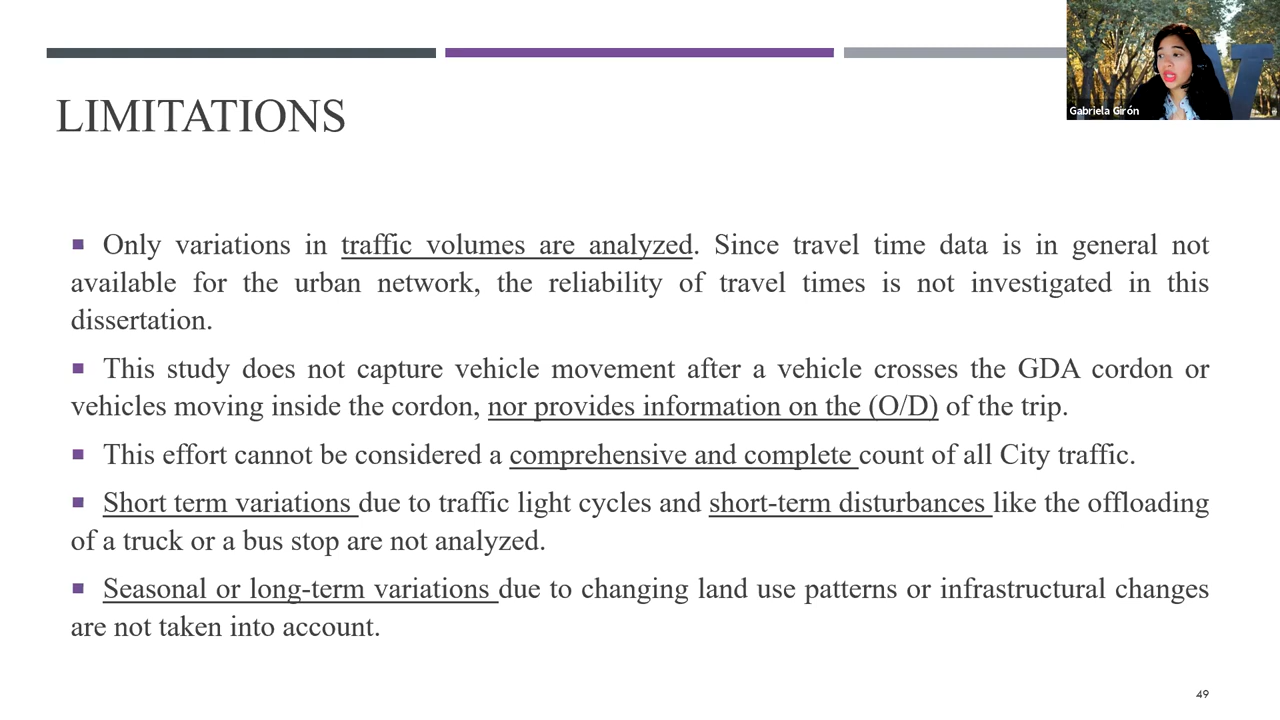 Gabriela Girón
LIMITATIONS
▪ Only variations in traffic volumes are analyzed. Since travel time data is in general not
available for the urban network, the reliability of travel times is not investigated in this
dissertation.
▪ This study does not capture vehicle movement after a vehicle crosses the GDA cordon or
vehicles moving inside the cordon, nor provides information on the (O/D) of the trip.
▪ This effort cannot be considered a comprehensive and complete count of all City traffic.
▪ Short term variations due to traffic light cycles and short-term disturbances like the offloading
of a truck or a bus stop are not analyzed.
▪ Seasonal or long-term variations due to changing land use patterns or infrastructural changes
are not taken into account.
49